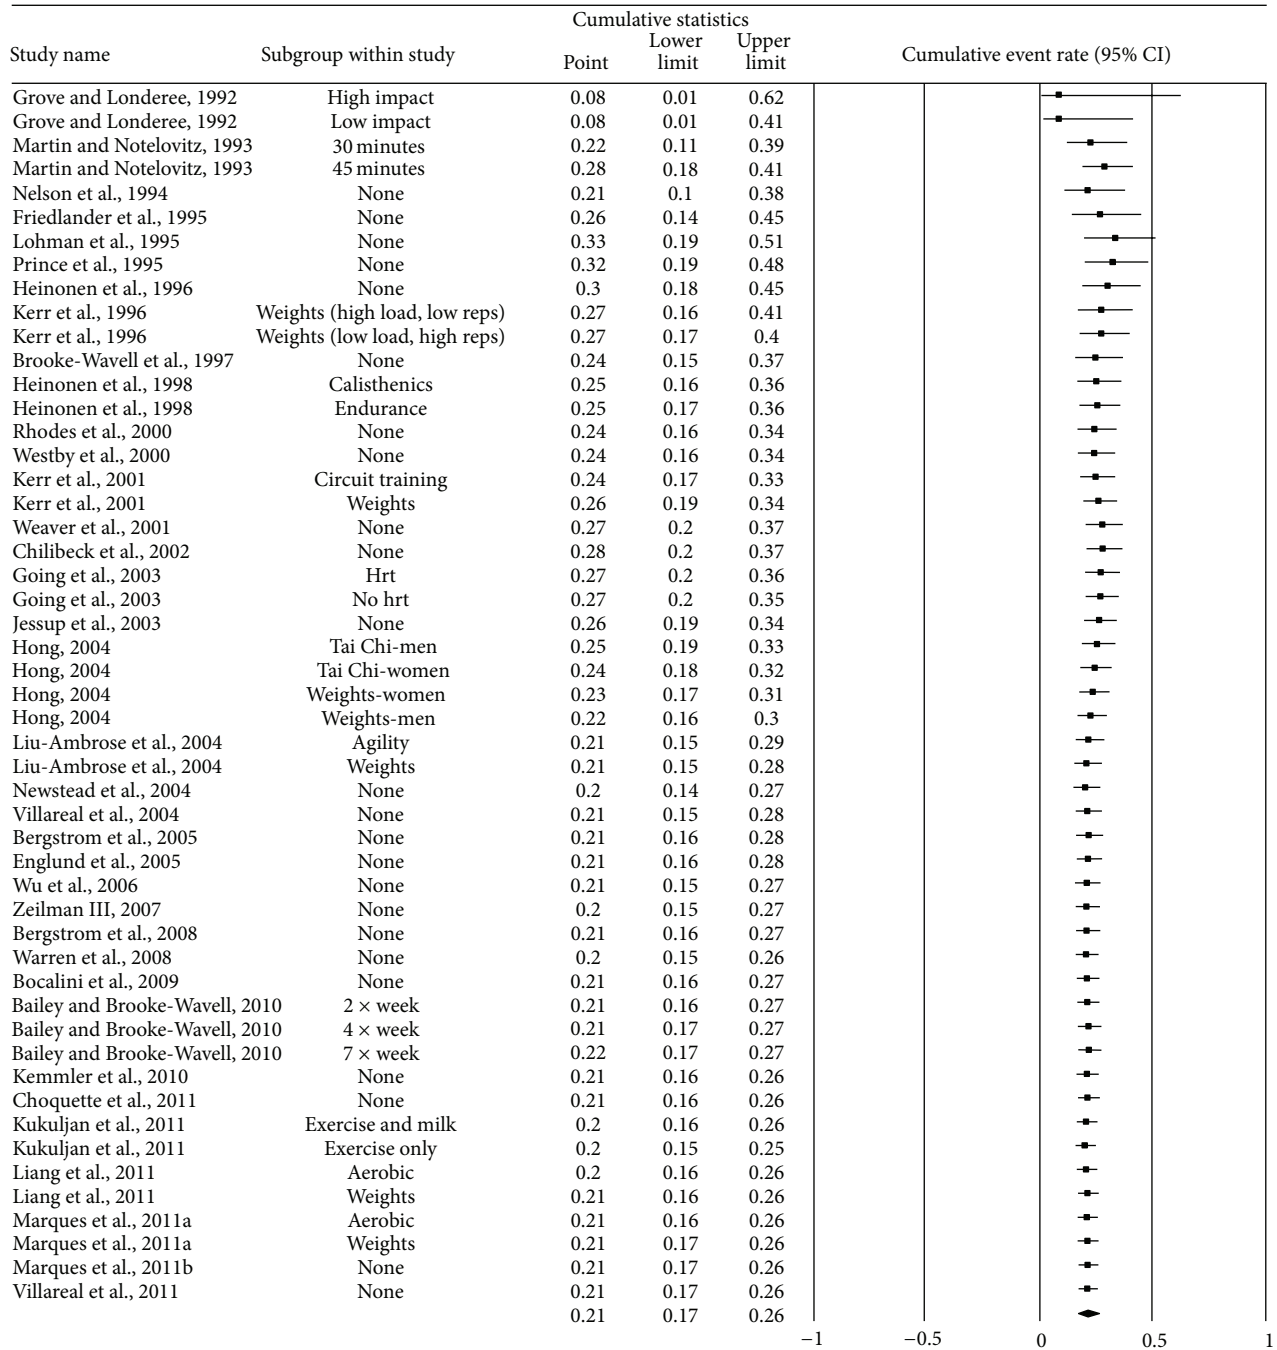 Cumulative statistics
Study name Subgroup within study Point Lower limit Upper limit Cumulative event rate (95% CI)
Grove and Londeree, 1992 High impact 0.08 0.01 0.62
Grove and Londeree, 1992 Low impact 0.08 0.01 0.41
Martin and Notelovitz, 1993 30 minutes 0.22 0.11 0.39
Martin and Notelovitz, 1993 45 minutes 0.28 0.18 0.41
Nelson et al., 1994 None 0.21 0.1 0.38
Friedlander et al., 1995 None 0.26 0.14 0.45
Lohman et al., 1995 None 0.33 0.19 0.51
Prince et al., 1995 None 0.32 0.19 0.48
Heinonen et al., 1996 None 0.3 0.18 0.45
Kerr et al., 1996 Weights (high load, low reps) 0.27 0.16 0.41
Kerr et al., 1996 Weights (low load, high reps) 0.27 0.17 0.4
Brooke-Wavell et al., 1997 None 0.24 0.15 0.37
Heinonen et al., 1998 Calisthenics 0.25 0.16 0.36
Heinonen et al., 1998 Endurance 0.25 0.17 0.36
Rhodes et al., 2000 None 0.24 0.16 0.34
Westby et al., 2000 None 0.24 0.16 0.34
Kerr et al., 2001 Circuit training 0.24 0.17 0.33
Kerr et al., 2001 Weights 0.26 0.19 0.34
Weaver et al., 2001 None 0.27 0.2 0.37
Chilibeck et al., 2002 None 0.28 0.2 0.37
Going et al., 2003 Hrt 0.27 0.2 0.36
Going et al., 2003 No hrt 0.27 0.2 0.35
Jessup et al., 2003 None 0.26 0.19 0.34
Hong, 2004 Tai Chi-men 0.25 0.19 0.33
Hong, 2004 Tai Chi-women 0.24 0.18 0.32
Hong, 2004 Weights-women 0.23 0.17 0.31
Hong, 2004 Weights-men 0.22 0.16 0.3
Liu-Ambrose et al., 2004 Agility 0.21 0.15 0.29
Liu-Ambrose et al., 2004 Weights 0.21 0.15 0.28
Newstead et al., 2004 None 0.2 0.14 0.27
Villareal et al., 2004 None 0.21 0.15 0.28
Bergstrom et al., 2005 None 0.21 0.16 0.28
Englund et al., 2005 None 0.21 0.16 0.28
Wu et al., 2006 None 0.21 0.15 0.27
Zeilman III, 2007 None 0.2 0.15 0.27
Bergstrom et al., 2008 None 0.21 0.16 0.27
Warren et al., 2008 None 0.2 0.15 0.26
Bocalini et al., 2009 None 0.21 0.16 0.27
Bailey and Brooke-Wavell, 2010 2 × week 0.21 0.16 0.27
Bailey and Brooke-Wavell, 2010 4 × week 0.21 0.17 0.27
Bailey and Brooke-Wavell, 2010 7 × week 0.22 0.17 0.27
Kemmler et al., 2010 None 0.21 0.16 0.26
Choquette et al., 2011 None 0.21 0.16 0.26
Kukuljan et al., 2011 Exercise and milk 0.2 0.16 0.26
Kukuljan et al., 2011 Exercise only 0.2 0.15 0.25
Liang et al., 2011 Aerobic 0.2 0.16 0.26
Liang et al., 2011 Weights 0.21 0.16 0.26
Marques et al., 2011a Aerobic 0.21 0.16 0.26
Marques et al., 2011a Weights 0.21 0.17 0.26
Marques et al., 2011b None 0.21 0.17 0.26
Villareal et al., 2011 None 0.21 0.17 0.26
0.21 0.17 0.26
−1 −0.5 0 0.5 1